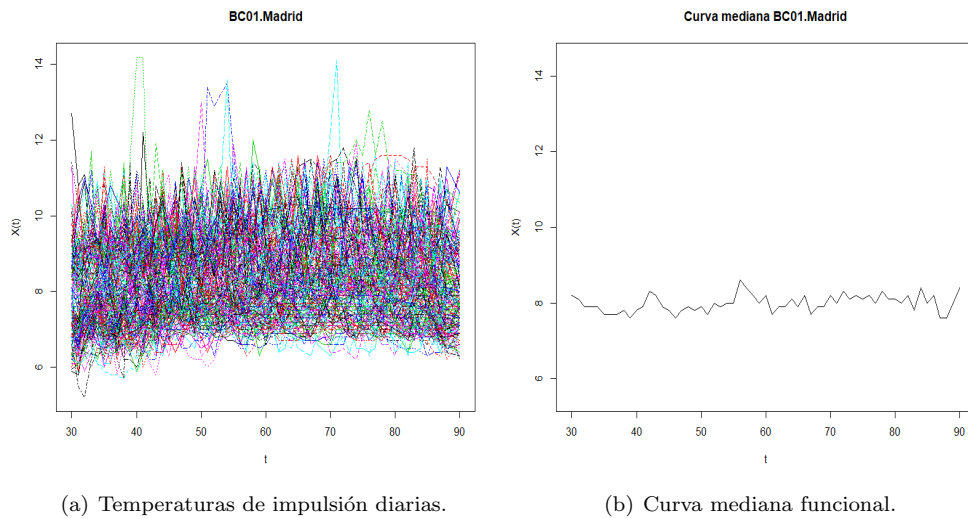 BC01.Madrid
X(t)
14
12
10
8
6
30 40 50 60 70 80 90
t
(a) Temperaturas de impulsión diarias.
Curva mediana BC01.Madrid
X(t)
14
12
10
8
6
30 40 50 60 70 80 90
t
(b) Curva mediana funcional.